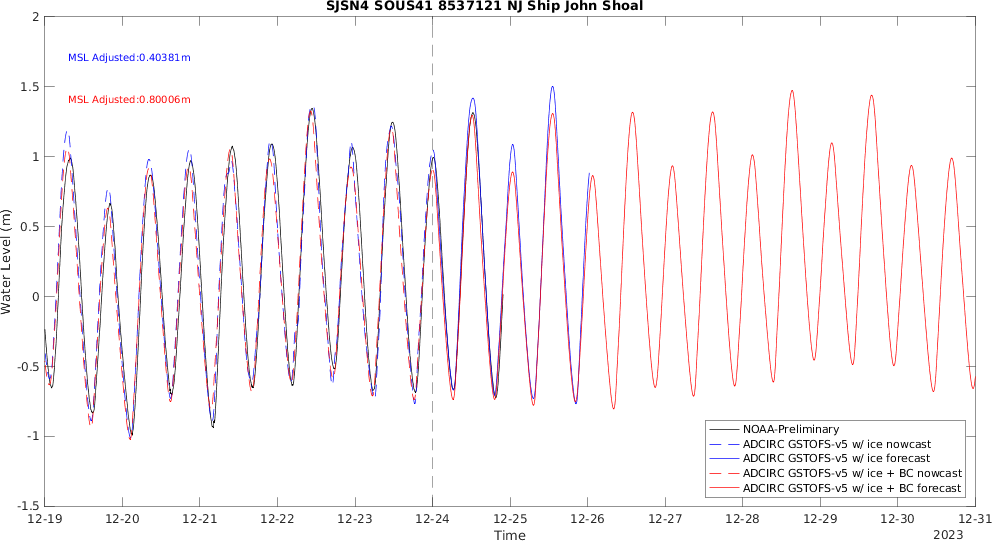 SJSN4 SOUS41 8537121 NJ Ship John Shoal
MSL Adjusted:0.40381m
MSL Adjusted:0.80006m
Water Level (m)
2
1.5
1
0.5
0
-0.5
-1
-1.5
NOAA-Preliminary
ADCIRC GSTOFS-v5 w/ ice nowcast
ADCIRC GSTOFS-v5 w/ ice forecast
ADCIRC GSTOFS-v5 w/ ice + BC nowcast
ADCIRC GSTOFS-v5 w/ ice + BC forecast
12-19 12-20 12-21 12-22 12-23 12-24 12-25 12-26 12-27 12-28 12-29 12-30 12-31
Time
2023